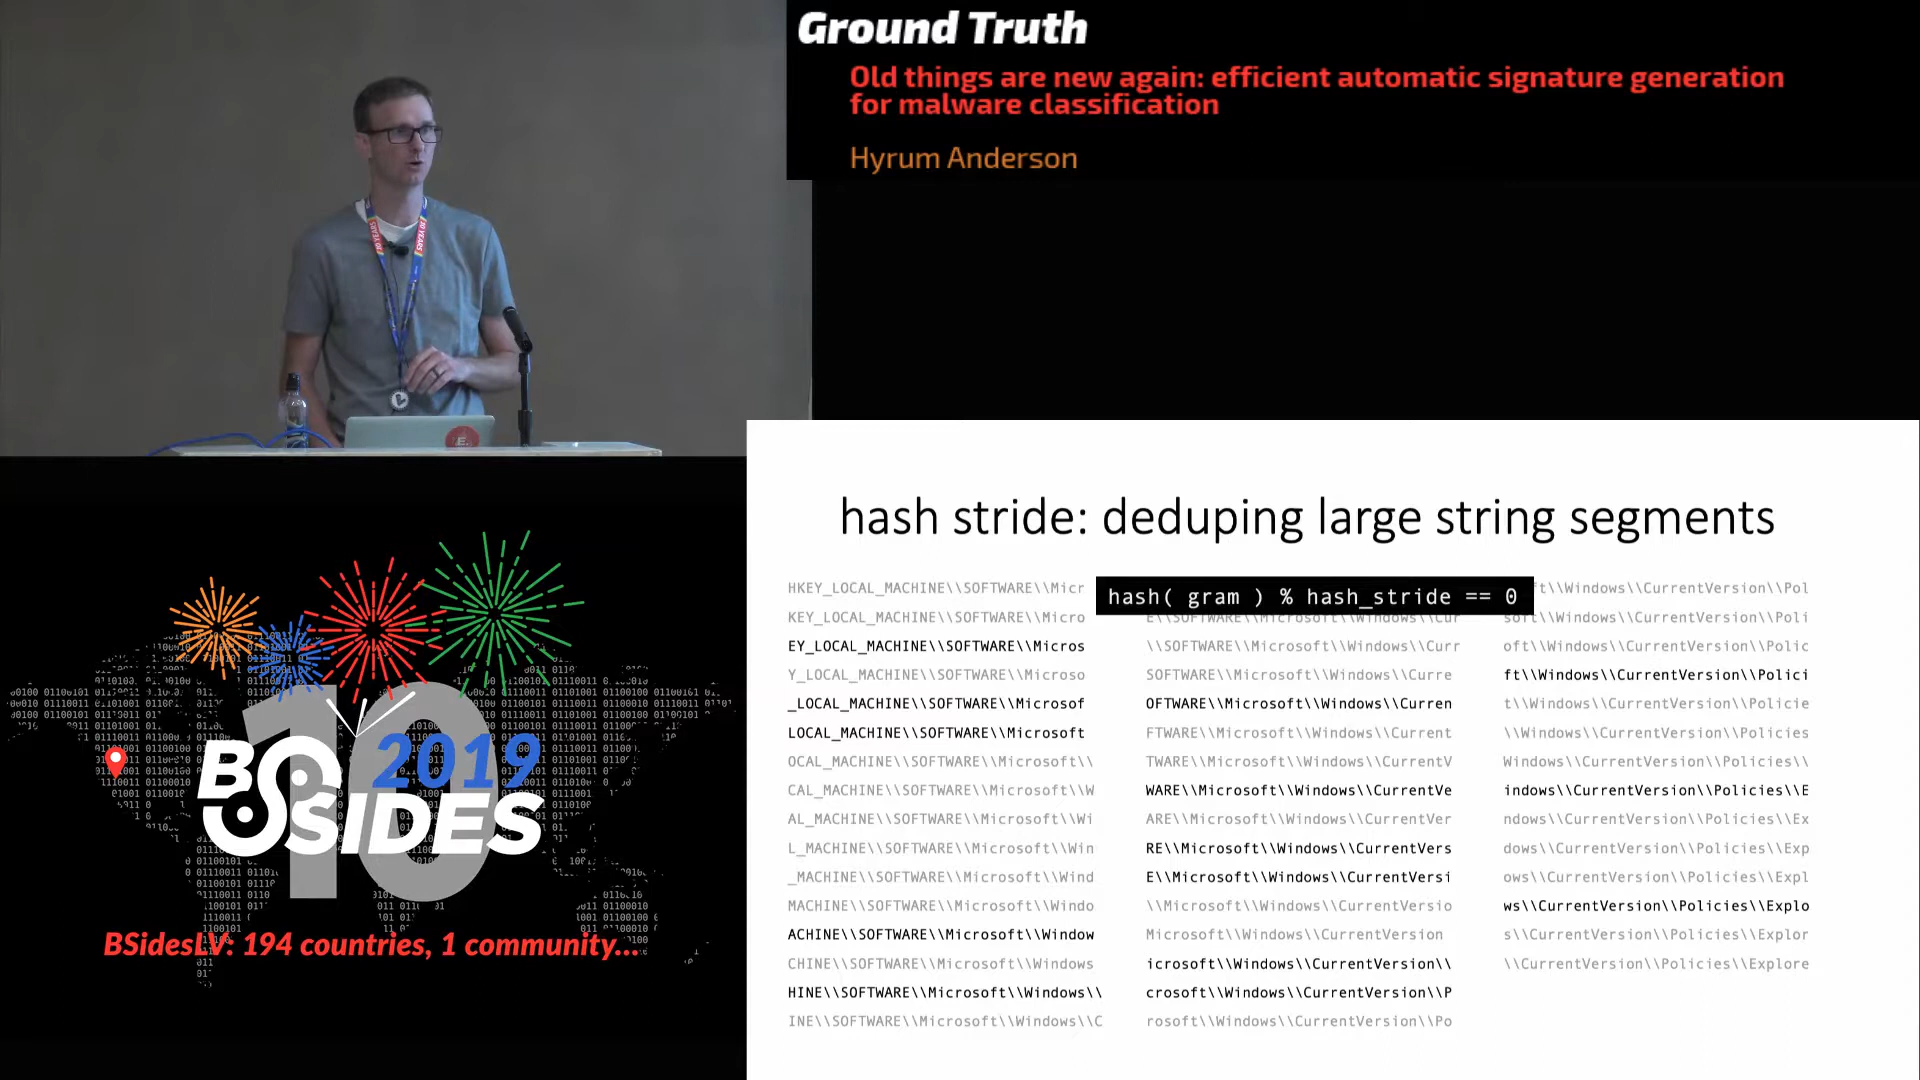 Ground Truth
Old things are new again: efficient automatic signature generation
for malware classification
Hyrum Anderson
hash stride: deduping large string segments
hash( gram ) % hash_stride == 0
HKEY_LOCAL_MACHINE\\SOFTWARE\\Micr
KEY_LOCAL_MACHINE\\SOFTWARE\\Micro
EY_LOCAL_MACHINE\\SOFTWARE\\Micros
Y_LOCAL_MACHINE\\SOFTWARE\\Microso
_LOCAL_MACHINE\\SOFTWARE\\Microsof
LOCAL_MACHINE\\SOFTWARE\\Microsoft
OCAL_MACHINE\\SOFTWARE\\Microsoft\\
CAL_MACHINE\\SOFTWARE\\Microsoft\\W
AL_MACHINE\\SOFTWARE\\Microsoft\\Wi
L_MACHINE\\SOFTWARE\\Microsoft\\Win
_MACHINE\\SOFTWARE\\Microsoft\\Wind
MACHINE\\SOFTWARE\\Microsoft\\Windo
ACHINE\\SOFTWARE\\Microsoft\\Window
CHINE\\SOFTWARE\\Microsoft\\Windows
HINE\\SOFTWARE\\Microsoft\\Windows\\
INE\\SOFTWARE\\Microsoft\\Windows\\C
E\\SOFTWARE\\Microsoft\\Windows\\Cur
\\SOFTWARE\\Microsoft\\Windows\\Curr
SOFTWARE\\Microsoft\\Windows\\Curre
OFTWARE\\Microsoft\\Windows\\Curren
FTWARE\\Microsoft\\Windows\\Current
TWARE\\Microsoft\\Windows\\CurrentV
WARE\\Microsoft\\Windows\\CurrentVe
ARE\\Microsoft\\Windows\\CurrentVer
RE\\Microsoft\\Windows\\CurrentVers
E\\Microsoft\\Windows\\CurrentVersi
\\Microsoft\\Windows\\CurrentVersio
Microsoft\\Windows\\CurrentVersion
icrosoft\\Windows\\CurrentVersion\\
crosoft\\Windows\\CurrentVersion\\P
rosoft\\Windows\\CurrentVersion\\Po
ft\\Windows\\CurrentVersion\\Pol
soft\\Windows\\CurrentVersion\\Poli
oft\\Windows\\CurrentVersion\\Polic
ft\\Windows\\CurrentVersion\\Polici
t\\Windows\\CurrentVersion\\Policie
\\Windows\\CurrentVersion\\Policies
Windows\\CurrentVersion\\Policies\\
indows\\CurrentVersion\\Policies\\E
ndows\\CurrentVersion\\Policies\\Ex
dows\\CurrentVersion\\Policies\\Exp
ows\\CurrentVersion\\Policies\\Expl
ws\\CurrentVersion\\Policies\\Explo
s\\CurrentVersion\\Policies\\Explor
\\CurrentVersion\\Policies\\Explore
10
2019
BSIDES
BSidesLV: 194 countries, 1 community...